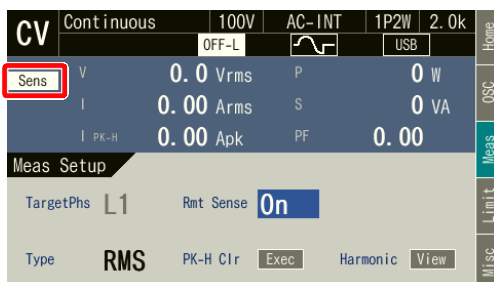 CV Continuous 100V AC-INT 1P2W 2.0k
OFF-L USB
Sens V 0.0 Vrms P 0 W
I 0.00 Arms S 0 VA
I PK-H 0.00 Apk PF 0.00
Meas Setup
TargetPhs L1 Rmt Sense On
Type RMS PK-H Clr Exec Harmonic View
Home
OSC
Meas
Limit
Misc